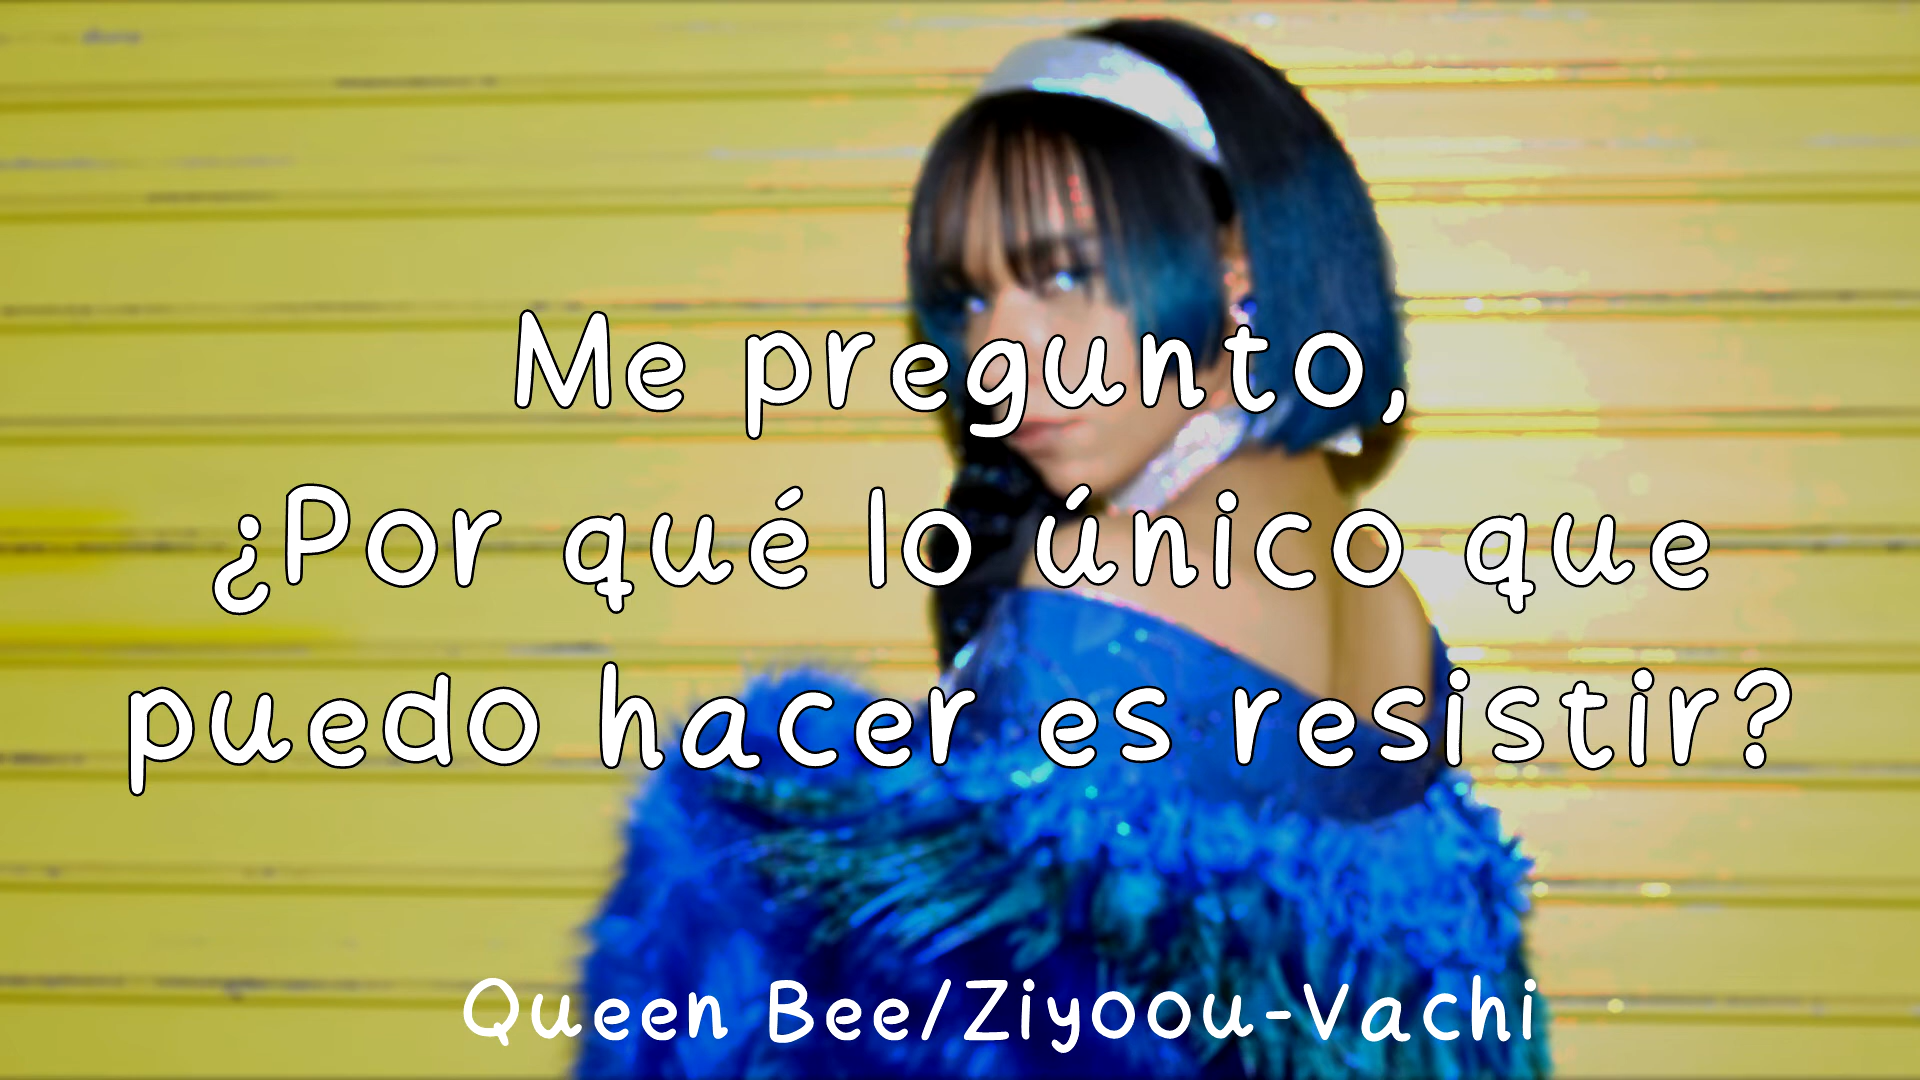 Me pregunto,
¿Por qué lo único que
puedo hacer es resistir?
Queen Bee/Ziyoou-Vachi